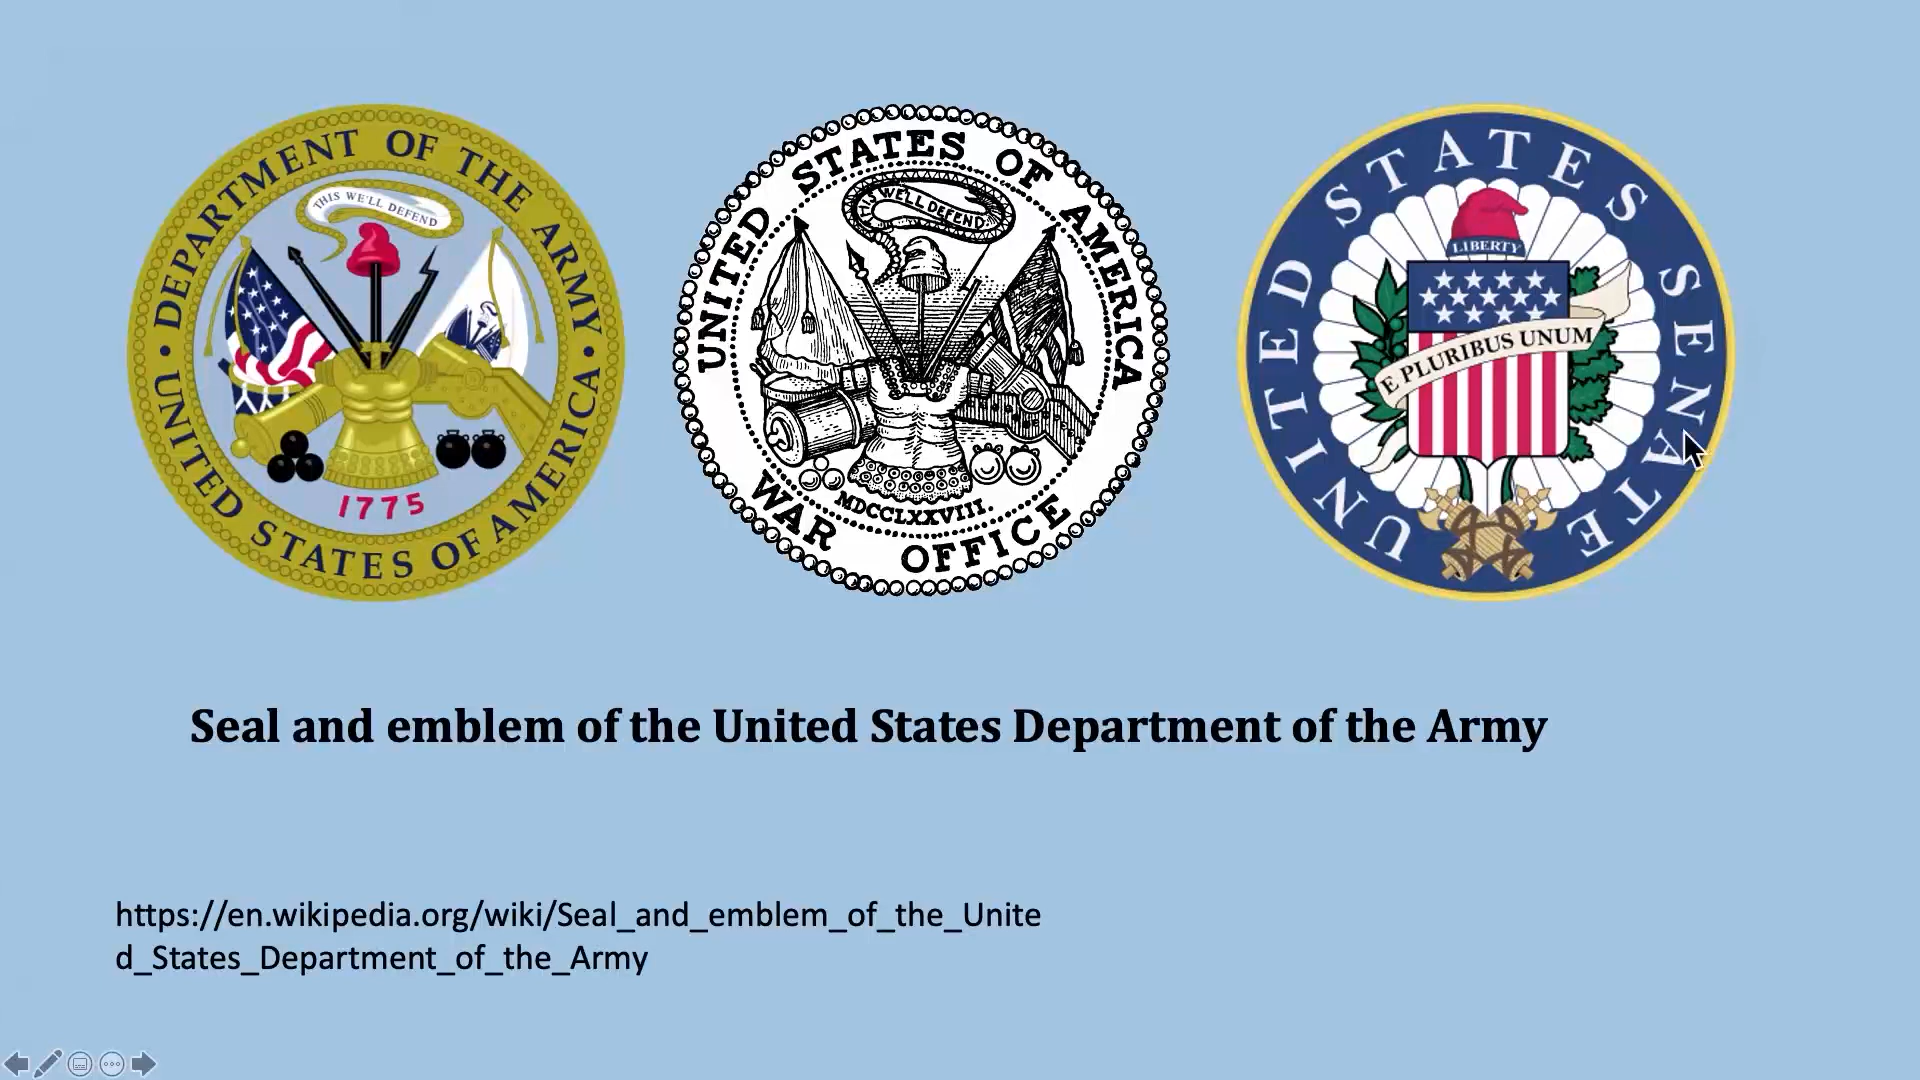 DEPARTMENT OF THE ARMY
UNITED STATES OF AMERICA
THIS WE'LL DEFEND
1775
UNITED STATES OF AMERICA
THIS WE'LL DEFEND
MDCCLXXVIII
WAR OFFICE
UNITED STATES SENATE
LIBERTY
E PLURIBUS UNUM
Seal and emblem of the United States Department of the Army
https://en.wikipedia.org/wiki/Seal_and_emblem_of_the_Unite
d_States_Department_of_the_Army